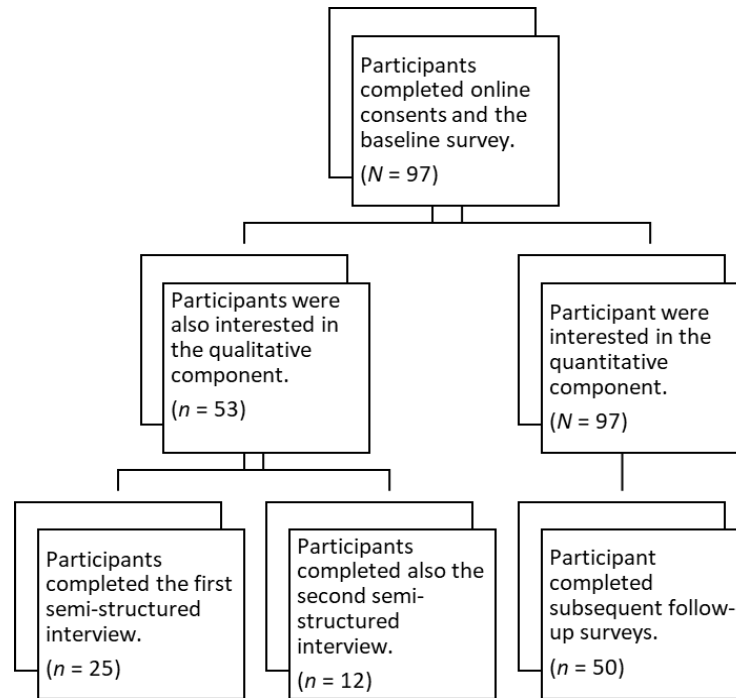 Participants
completed online
consents and the
baseline survey.
(N = 97)
Participants were
also interested in
the qualitative
component.
(n = 53)
Participant were
interested in the
quantitative
component.
(N = 97)
Participants
completed the first
semi-structured
interview.
(n = 25)
Participants
completed also the
second semi-
structured
interview.
(n = 12)
Participant
completed
subsequent follow-
up surveys.
(n = 50)